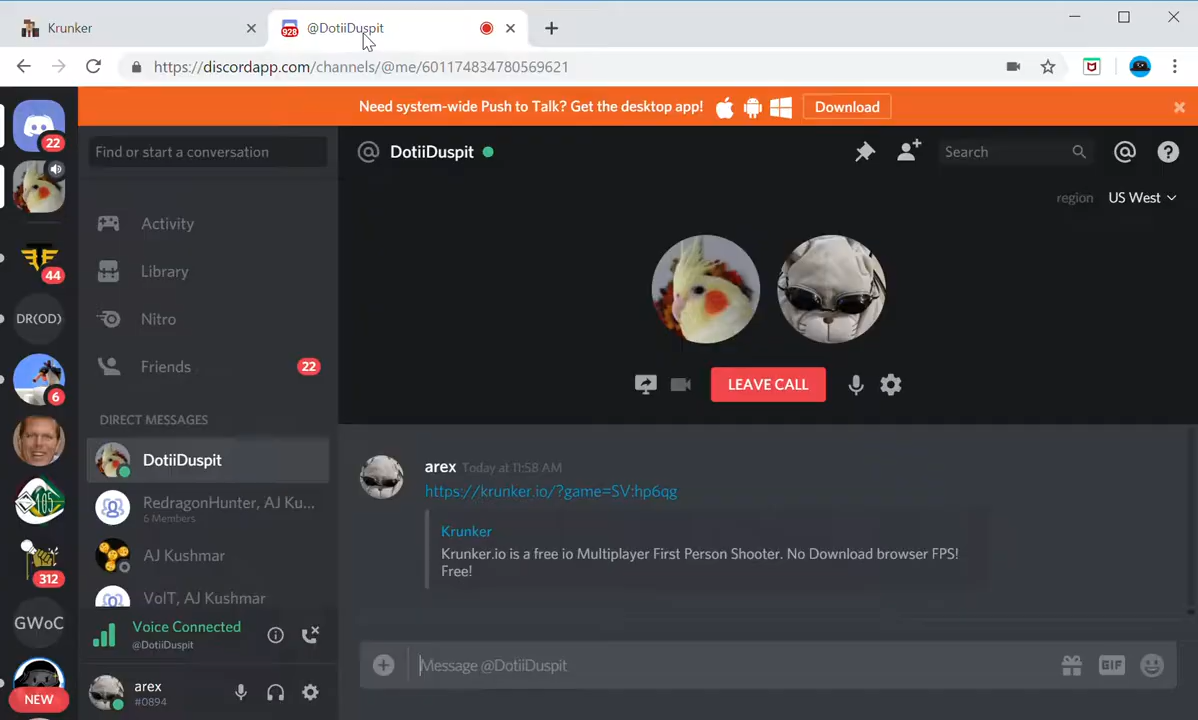 Krunker
928
@DotiiDuspit
https://discordapp.com/channels/@me/601174834780569621
Need system-wide Push to Talk? Get the desktop app!
Download
22
44
DR(OD)
6
105
312
GWoC
NEW
Find or start a conversation
Activity
Library
Nitro
Friends
22
DIRECT MESSAGES
DotiiDuspit
RedragonHunter, AJ Ku...
6 Members
AJ Kushmar
VoIT, AJ Kushmar
Voice Connected
@DotiiDuspit
arex
#0894
@ DotiiDuspit
Search
@
?
region US West
LEAVE CALL
arex Today at 11:58 AM
https://krunker.io/?game=SV:hp6qg
Krunker
Krunker.io is a free io Multiplayer First Person Shooter. No Download browser FPS!
Free!
Message @DotiiDuspit
GIF